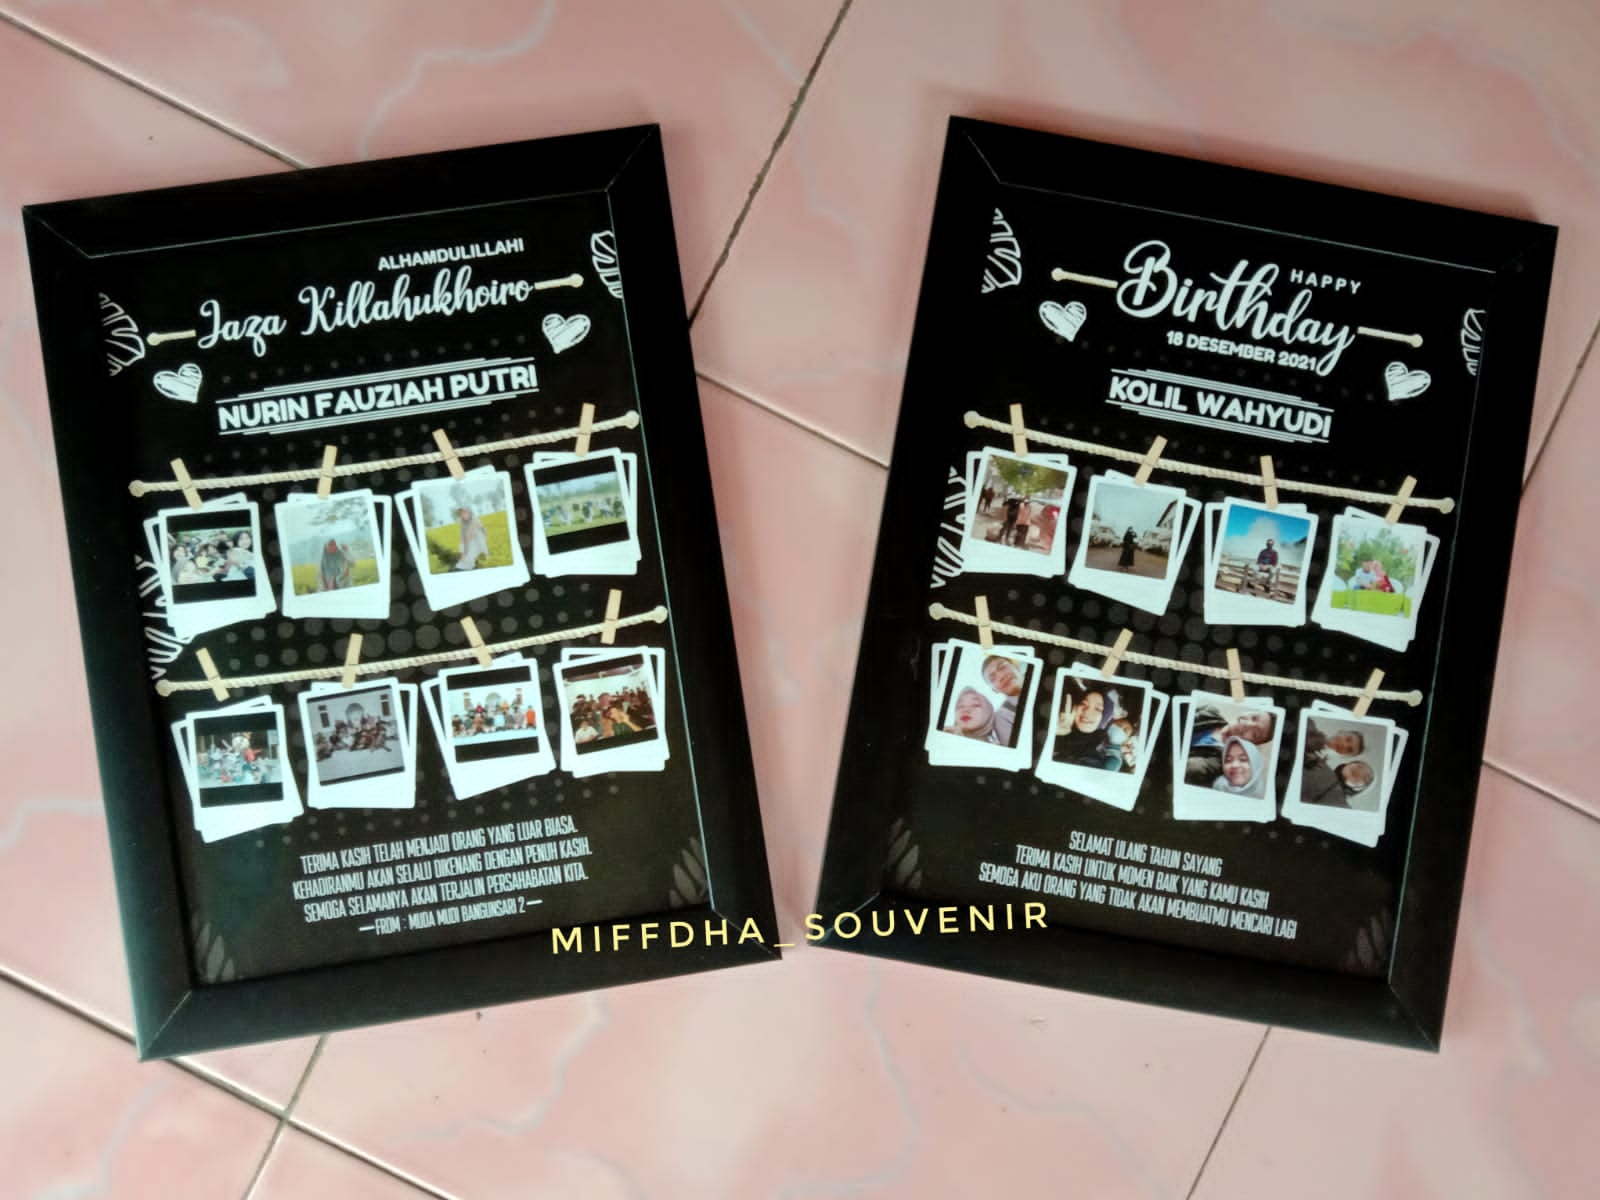 ALHAMDULILLAHI
Jaza Killahukhoiro
NURIN FAUZIAH PUTRI
TERIMA KASIH TELAH MENJADI ORANG YANG LUAR BIASA.
KEHADIRANMU AKAN SELALU DIKENANG DENGAN PENUH KASIH.
SEMOGA SELAMANYA AKAN TERJALIN PERSAHABATAN KITA.
—FROM : MUDA MUDI BANGUNSARI 2 —
HAPPY
Birthday
18 DESEMBER 2021
KOLIL WAHYUDI
SELAMAT ULANG TAHUN SAYANG
TERIMA KASIH UNTUK MOMEN BAIK YANG KAMU KASIH
SEMOGA AKU ORANG YANG TIDAK AKAN MEMBUATMU MENCARI LAGI
MIFFDHA_SOUVENIR